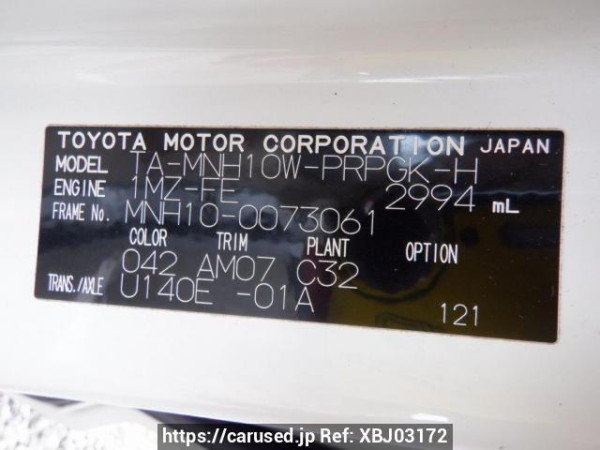 TOYOTA MOTOR CORPORATION JAPAN
MODEL TA-MNH10W-PRPGK-H
ENGINE 1MZ-FE 2994 mL
FRAME No. MNH10-0073061
COLOR TRIM PLANT OPTION
042 AM07 C32
TRANS./AXLE U140E -01A
121
https://carused.jp Ref: XBJ03172